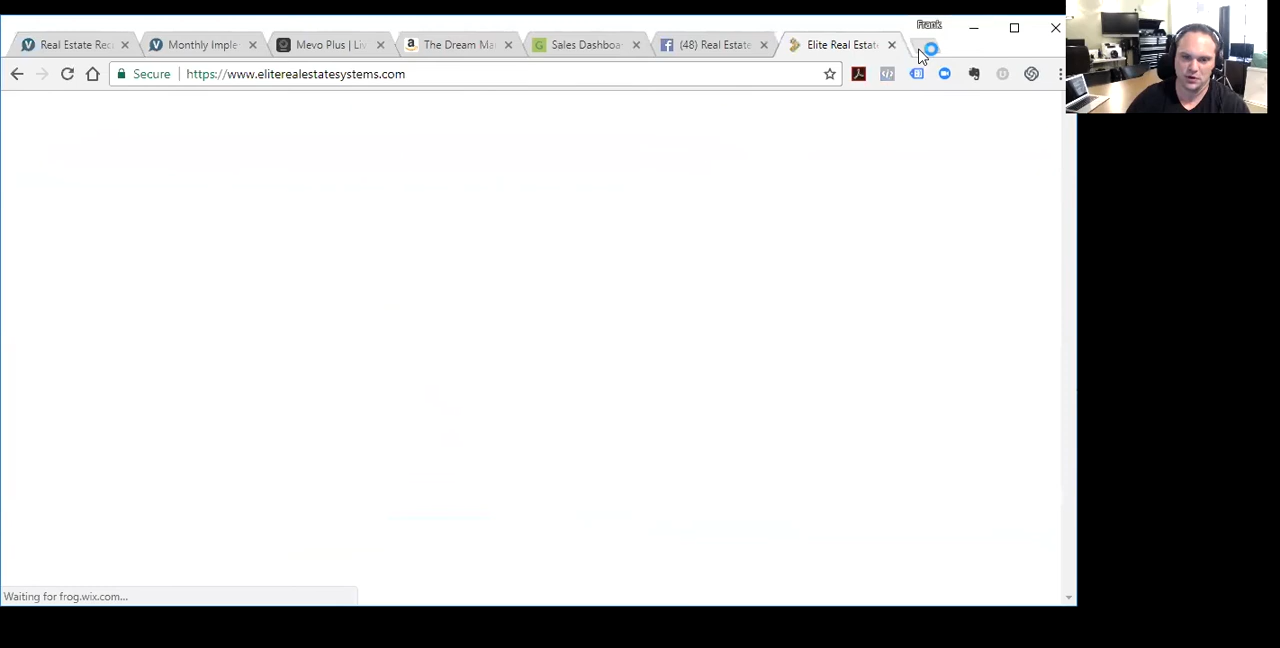 Frank
Real Estate Rec
Monthly Imple
Mevo Plus | Liv
The Dream Ma
Sales Dashboa
(48) Real Estate
Elite Real Estate
Secure
https://www.eliterealestatesystems.com
Waiting for frog.wix.com...